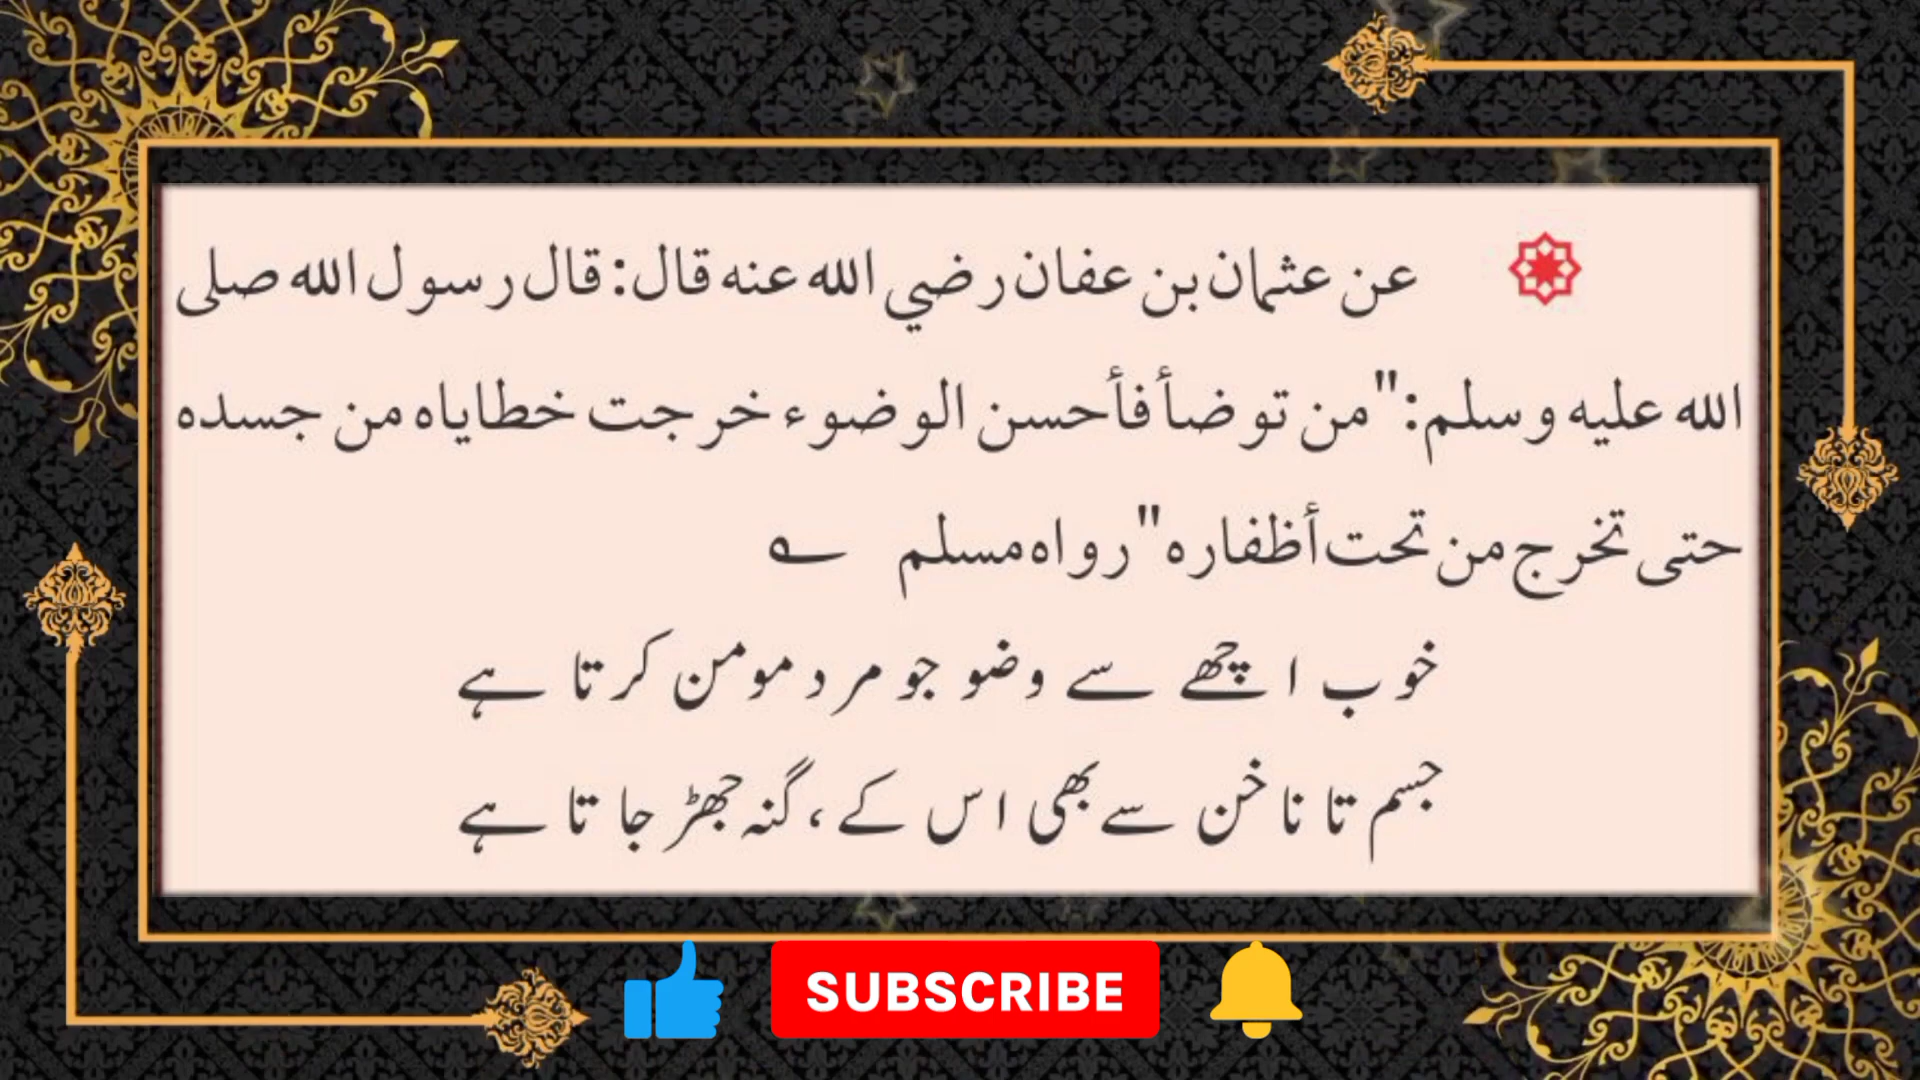 عن عثمان بن عفان رضي الله عنه قال: قال رسول الله صلى
الله عليه وسلم: "من توضأ فأحسن الوضوء خرجت خطاياه من جسده
حتى تخرج من تحت أظفاره" رواه مسلم ؎
خوب اچھے سے وضو جو مرد مومن کرتا ہے
جسم تا ناخن سے بھی اس کے، گنہ جھڑ جاتا ہے
SUBSCRIBE